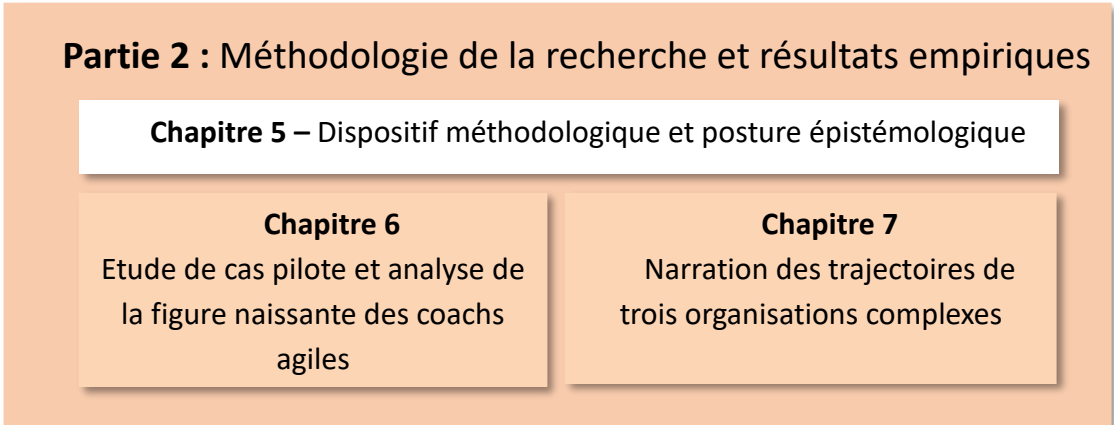 Partie 2 : Méthodologie de la recherche et résultats empiriques
Chapitre 5 – Dispositif méthodologique et posture épistémologique
Chapitre 6
Etude de cas pilote et analyse de
la figure naissante des coachs
agiles
Chapitre 7
Narration des trajectoires de
trois organisations complexes